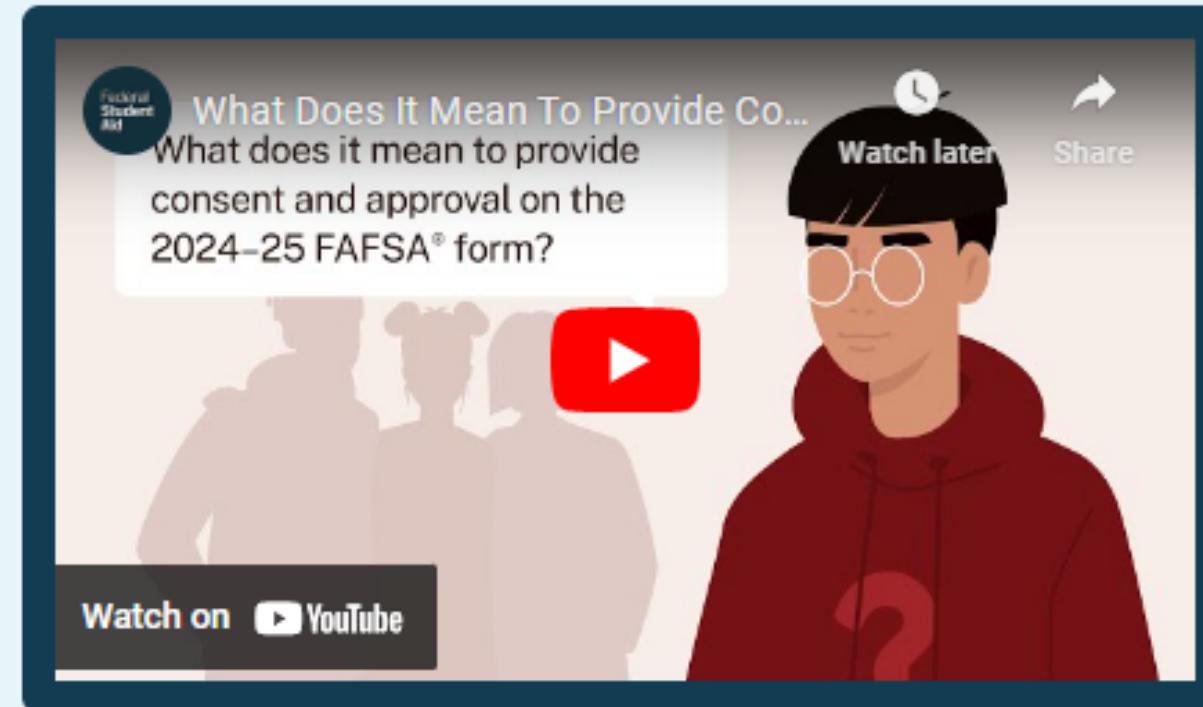 Federal
Student
Aid
What Does It Mean To Provide Co...
Watch later
Share
What does it mean to provide
consent and approval on the
2024–25 FAFSA® form?
Watch on YouTube
?